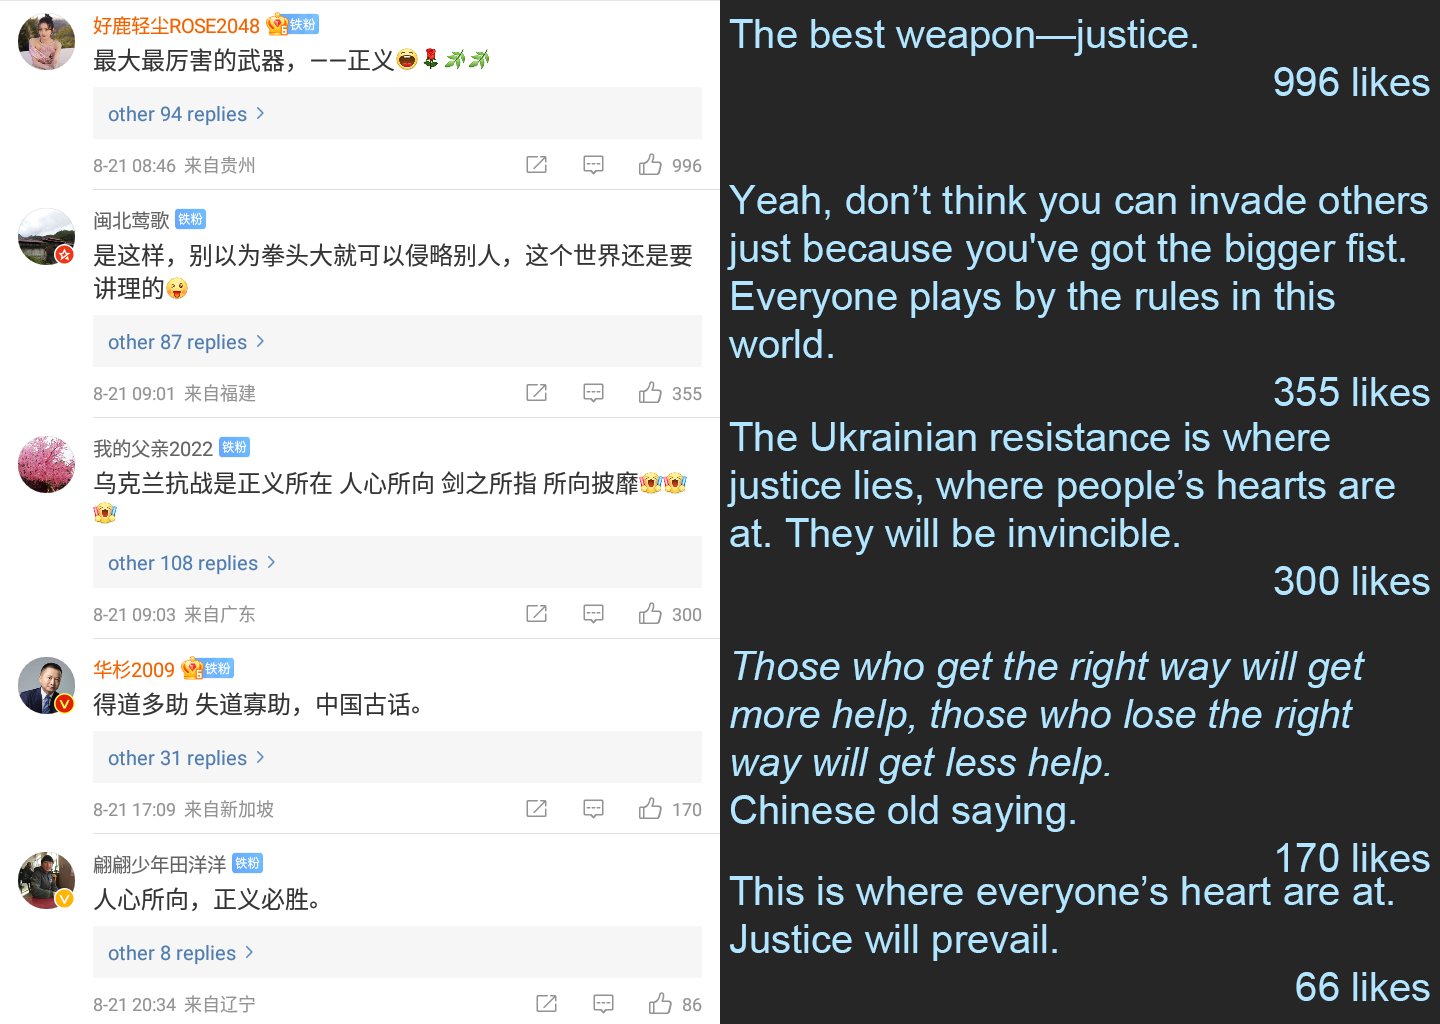 好鹿轻尘ROSE2048 铁粉
最大最厉害的武器，——正义
other 94 replies >
8-21 08:46 来自贵州
996
闽北莺歌 铁粉
是这样，别以为拳头大就可以侵略别人，这个世界还是要
讲理的
other 87 replies >
8-21 09:01 来自福建
355
我的父亲2022 铁粉
乌克兰抗战是正义所在 人心所向 剑之所指 所向披靡
other 108 replies >
8-21 09:03 来自广东
300
华杉2009 铁粉
得道多助 失道寡助，中国古话。
other 31 replies >
8-21 17:09 来自新加坡
170
翩翩少年田洋洋 铁粉
人心所向，正义必胜。
other 8 replies >
8-21 20:34 来自辽宁
86
The best weapon—justice.
996 likes
Yeah, don’t think you can invade others
just because you've got the bigger fist.
Everyone plays by the rules in this
world.
355 likes
The Ukrainian resistance is where
justice lies, where people’s hearts are
at. They will be invincible.
300 likes
Those who get the right way will get
more help, those who lose the right
way will get less help.
Chinese old saying.
170 likes
This is where everyone’s heart are at.
Justice will prevail.
66 likes